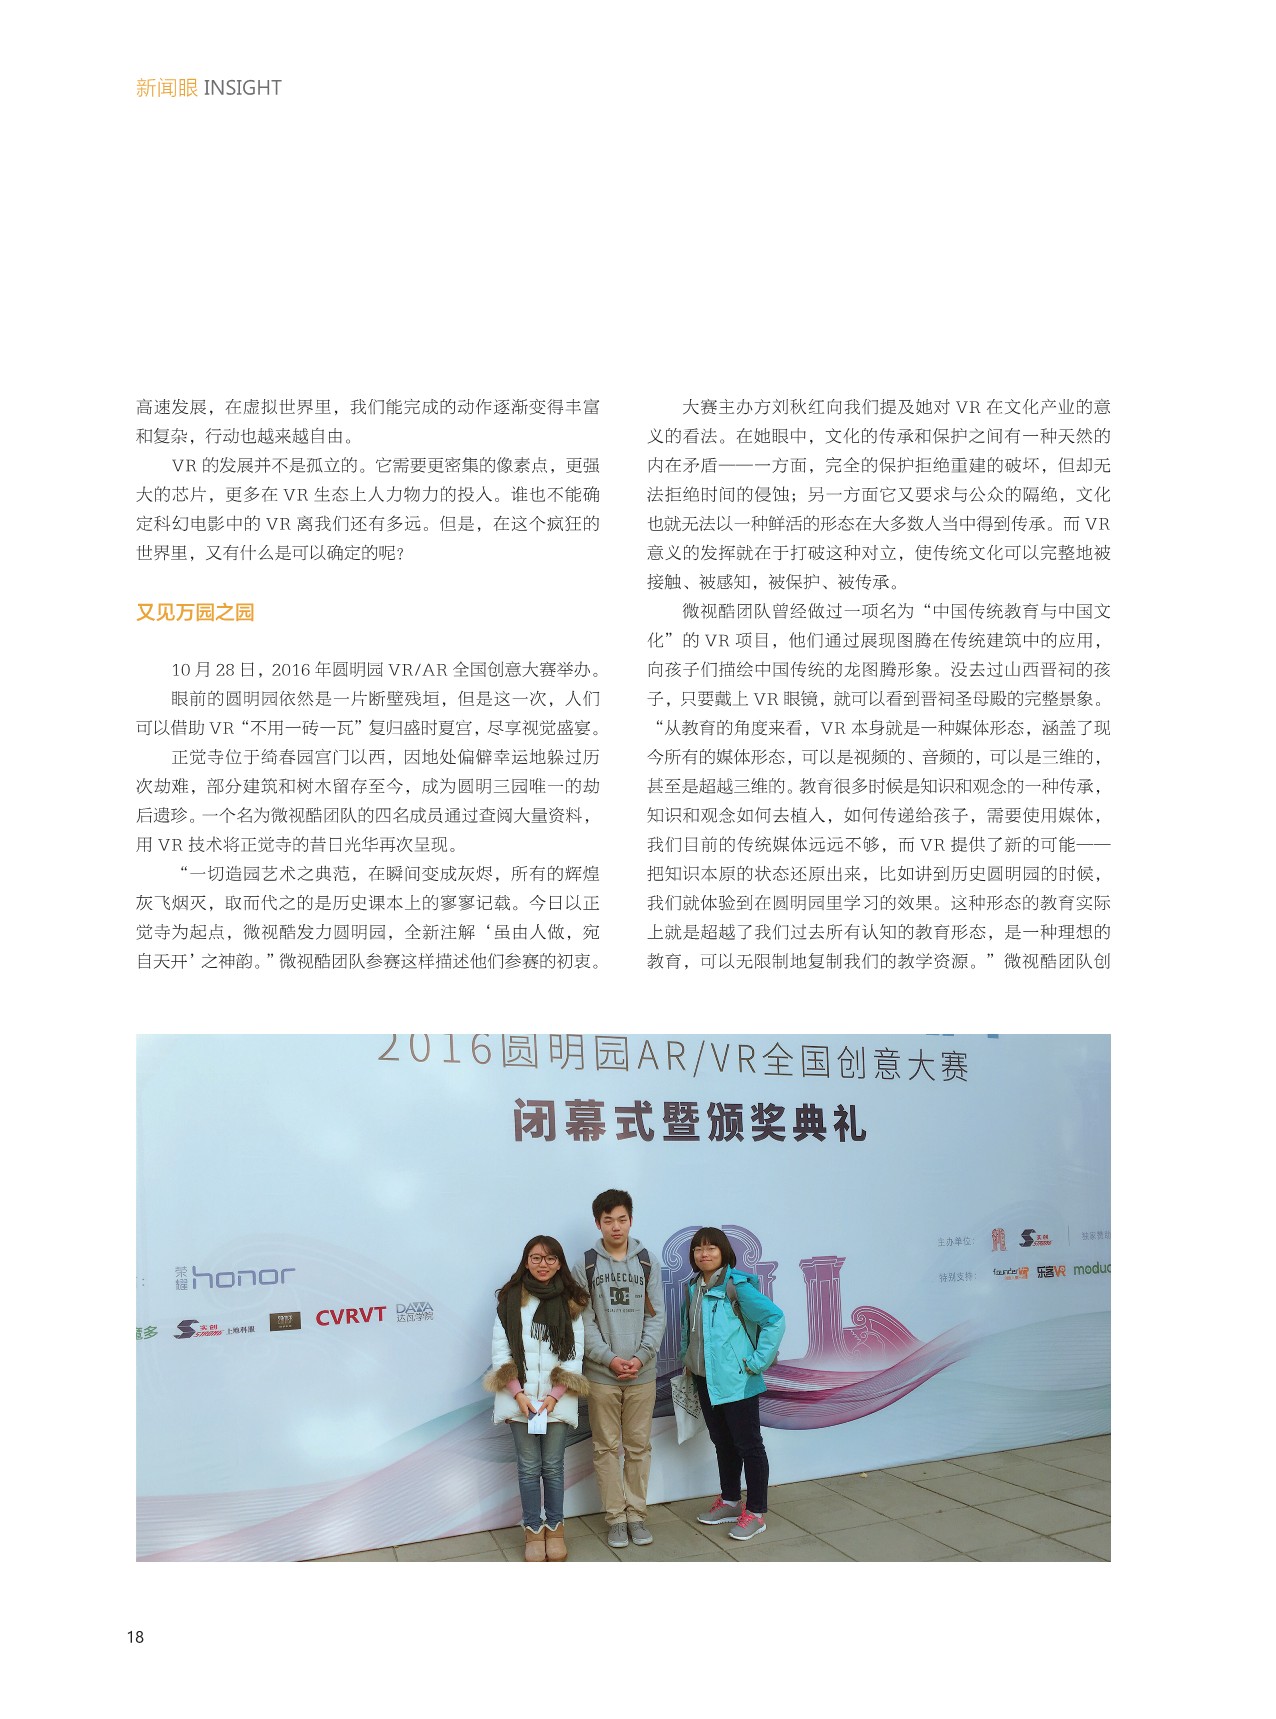 新闻眼 INSIGHT
高速发展，在虚拟世界里，我们能完成的动作逐渐变得丰富
和复杂，行动也越来越自由。
VR 的发展并不是孤立的。它需要更密集的像素点，更强
大的芯片，更多在 VR 生态上人力物力的投入。谁也不能确
定科幻电影中的 VR 离我们还有多远。但是，在这个疯狂的
世界里，又有什么是可以确定的呢？
又见万园之园
10 月 28 日，2016 年圆明园 VR/AR 全国创意大赛举办。
眼前的圆明园依然是一片断壁残垣，但是这一次，人们
可以借助 VR“不用一砖一瓦”复归盛时夏宫，尽享视觉盛宴。
正觉寺位于绮春园宫门以西，因地处偏僻幸运地躲过历
次劫难，部分建筑和树木留存至今，成为圆明三园唯一的劫
后遗珍。一个名为微视酷团队的四名成员通过查阅大量资料，
用 VR 技术将正觉寺的昔日光华再次呈现。
“一切造园艺术之典范，在瞬间变成灰烬，所有的辉煌
灰飞烟灭，取而代之的是历史课本上的寥寥记载。今日以正
觉寺为起点，微视酷发力圆明园，全新注解‘虽由人做，宛
自天开’之神韵。”微视酷团队参赛这样描述他们参赛的初衷。
大赛主办方刘秋红向我们提及她对 VR 在文化产业的意
义的看法。在她眼中，文化的传承和保护之间有一种天然的
内在矛盾——一方面，完全的保护拒绝重建的破坏，但却无
法拒绝时间的侵蚀；另一方面它又要求与公众的隔绝，文化
也就无法以一种鲜活的形态在大多数人当中得到传承。而 VR
意义的发挥就在于打破这种对立，使传统文化可以完整地被
接触、被感知，被保护、被传承。
微视酷团队曾经做过一项名为“中国传统教育与中国文
化”的 VR 项目，他们通过展现图腾在传统建筑中的应用，
向孩子们描绘中国传统的龙图腾形象。没去过山西晋祠的孩
子，只要戴上 VR 眼镜，就可以看到晋祠圣母殿的完整景象。
“从教育的角度来看，VR 本身就是一种媒体形态，涵盖了现
今所有的媒体形态，可以是视频的、音频的，可以是三维的，
甚至是超越三维的。教育很多时候是知识和观念的一种传承，
知识和观念如何去植入，如何传递给孩子，需要使用媒体，
我们目前的传统媒体远远不够，而 VR 提供了新的可能——
把知识本原的状态还原出来，比如讲到历史圆明园的时候，
我们就体验到在圆明园里学习的效果。这种形态的教育实际
上就是超越了我们过去所有认知的教育形态，是一种理想的
教育，可以无限制地复制我们的教学资源。”微视酷团队创
2016圆明园AR/VR全国创意大赛
闭幕式暨颁奖典礼
主办单位：
实创
特别支持：
founder
乐客VR
荣耀 honor
实创 上地科服
CVRVT
DAWA 达瓦学院
18